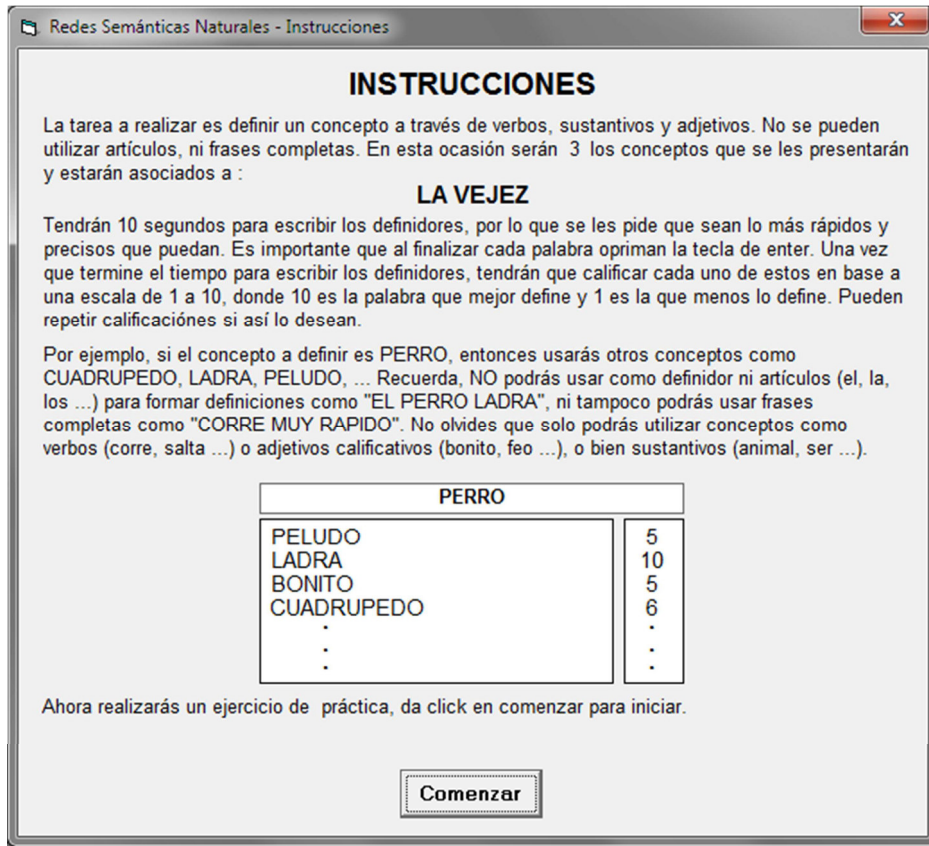 Redes Semánticas Naturales - Instrucciones
INSTRUCCIONES
La tarea a realizar es definir un concepto a través de verbos, sustantivos y adjetivos. No se pueden
utilizar artículos, ni frases completas. En esta ocasión serán 3 los conceptos que se les presentarán
y estarán asociados a :
LA VEJEZ
Tendrán 10 segundos para escribir los definidores, por lo que se les pide que sean lo más rápidos y
precisos que puedan. Es importante que al finalizar cada palabra opriman la tecla de enter. Una vez
que termine el tiempo para escribir los definidores, tendrán que calificar cada uno de estos en base a
una escala de 1 a 10, donde 10 es la palabra que mejor define y 1 es la que menos lo define. Pueden
repetir calificaciónes si así lo desean.
Por ejemplo, si el concepto a definir es PERRO, entonces usarás otros conceptos como
CUADRUPEDO, LADRA, PELUDO, ... Recuerda, NO podrás usar como definidor ni artículos (el, la,
los ...) para formar definiciones como "EL PERRO LADRA", ni tampoco podrás usar frases
completas como "CORRE MUY RAPIDO". No olvides que solo podrás utilizar conceptos como
verbos (corre, salta ...) o adjetivos calificativos (bonito, feo ...), o bien sustantivos (animal, ser ...).
PERRO
PELUDO 5
LADRA 10
BONITO 5
CUADRUPEDO 6
. .
. .
. .
Ahora realizarás un ejercicio de práctica, da click en comenzar para iniciar.
Comenzar